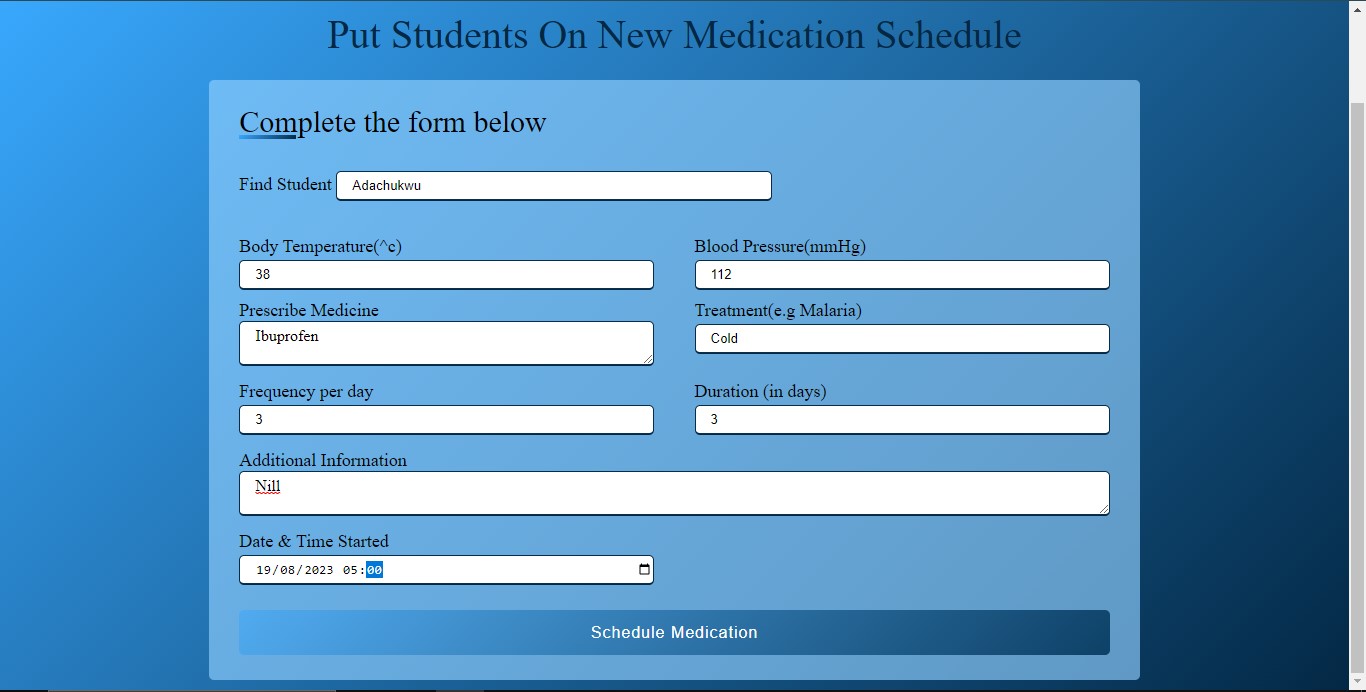 Put Students On New Medication Schedule
Complete the form below
Find Student Adachukwu
Body Temperature(^c) Blood Pressure(mmHg)
38 112
Prescribe Medicine Treatment(e.g Malaria)
Ibuprofen Cold
Frequency per day Duration (in days)
3 3
Additional Information
Nill
Date & Time Started
19/08/2023 05:00
Schedule Medication